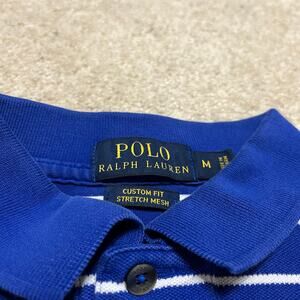 POLO
RALPH LAUREN
M
CUSTOM FIT
STRETCH MESH